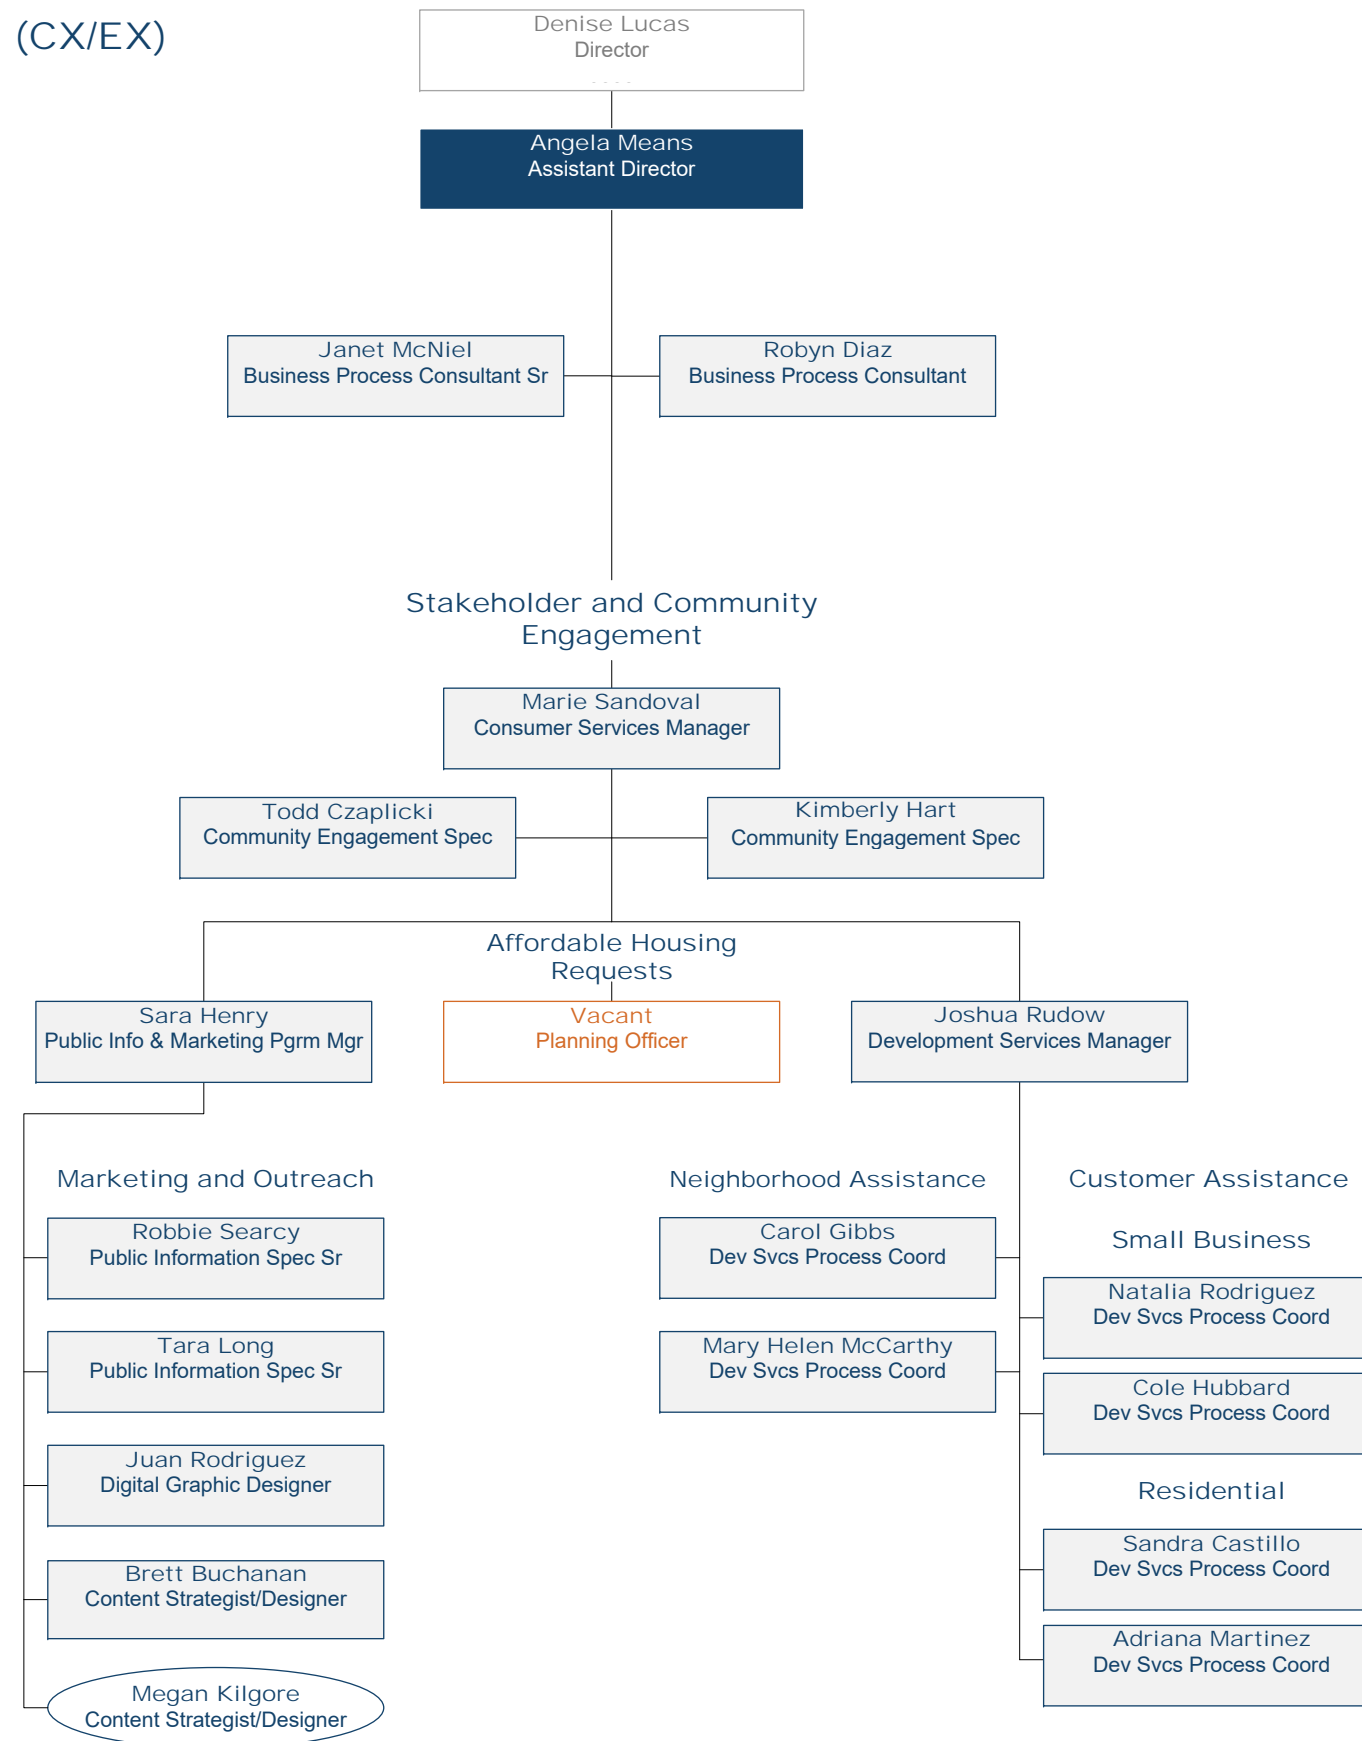 (CX/EX)
Denise Lucas
Director
- - - -
Angela Means
Assistant Director
Janet McNiel
Business Process Consultant Sr
Robyn Diaz
Business Process Consultant
Stakeholder and Community
Engagement
Marie Sandoval
Consumer Services Manager
Todd Czaplicki
Community Engagement Spec
Kimberly Hart
Community Engagement Spec
Affordable Housing
Requests
Sara Henry
Public Info & Marketing Pgrm Mgr
Vacant
Planning Officer
Joshua Rudow
Development Services Manager
Marketing and Outreach
Robbie Searcy
Public Information Spec Sr
Tara Long
Public Information Spec Sr
Juan Rodriguez
Digital Graphic Designer
Brett Buchanan
Content Strategist/Designer
Megan Kilgore
Content Strategist/Designer
Neighborhood Assistance
Carol Gibbs
Dev Svcs Process Coord
Mary Helen McCarthy
Dev Svcs Process Coord
Customer Assistance
Small Business
Natalia Rodriguez
Dev Svcs Process Coord
Cole Hubbard
Dev Svcs Process Coord
Residential
Sandra Castillo
Dev Svcs Process Coord
Adriana Martinez
Dev Svcs Process Coord